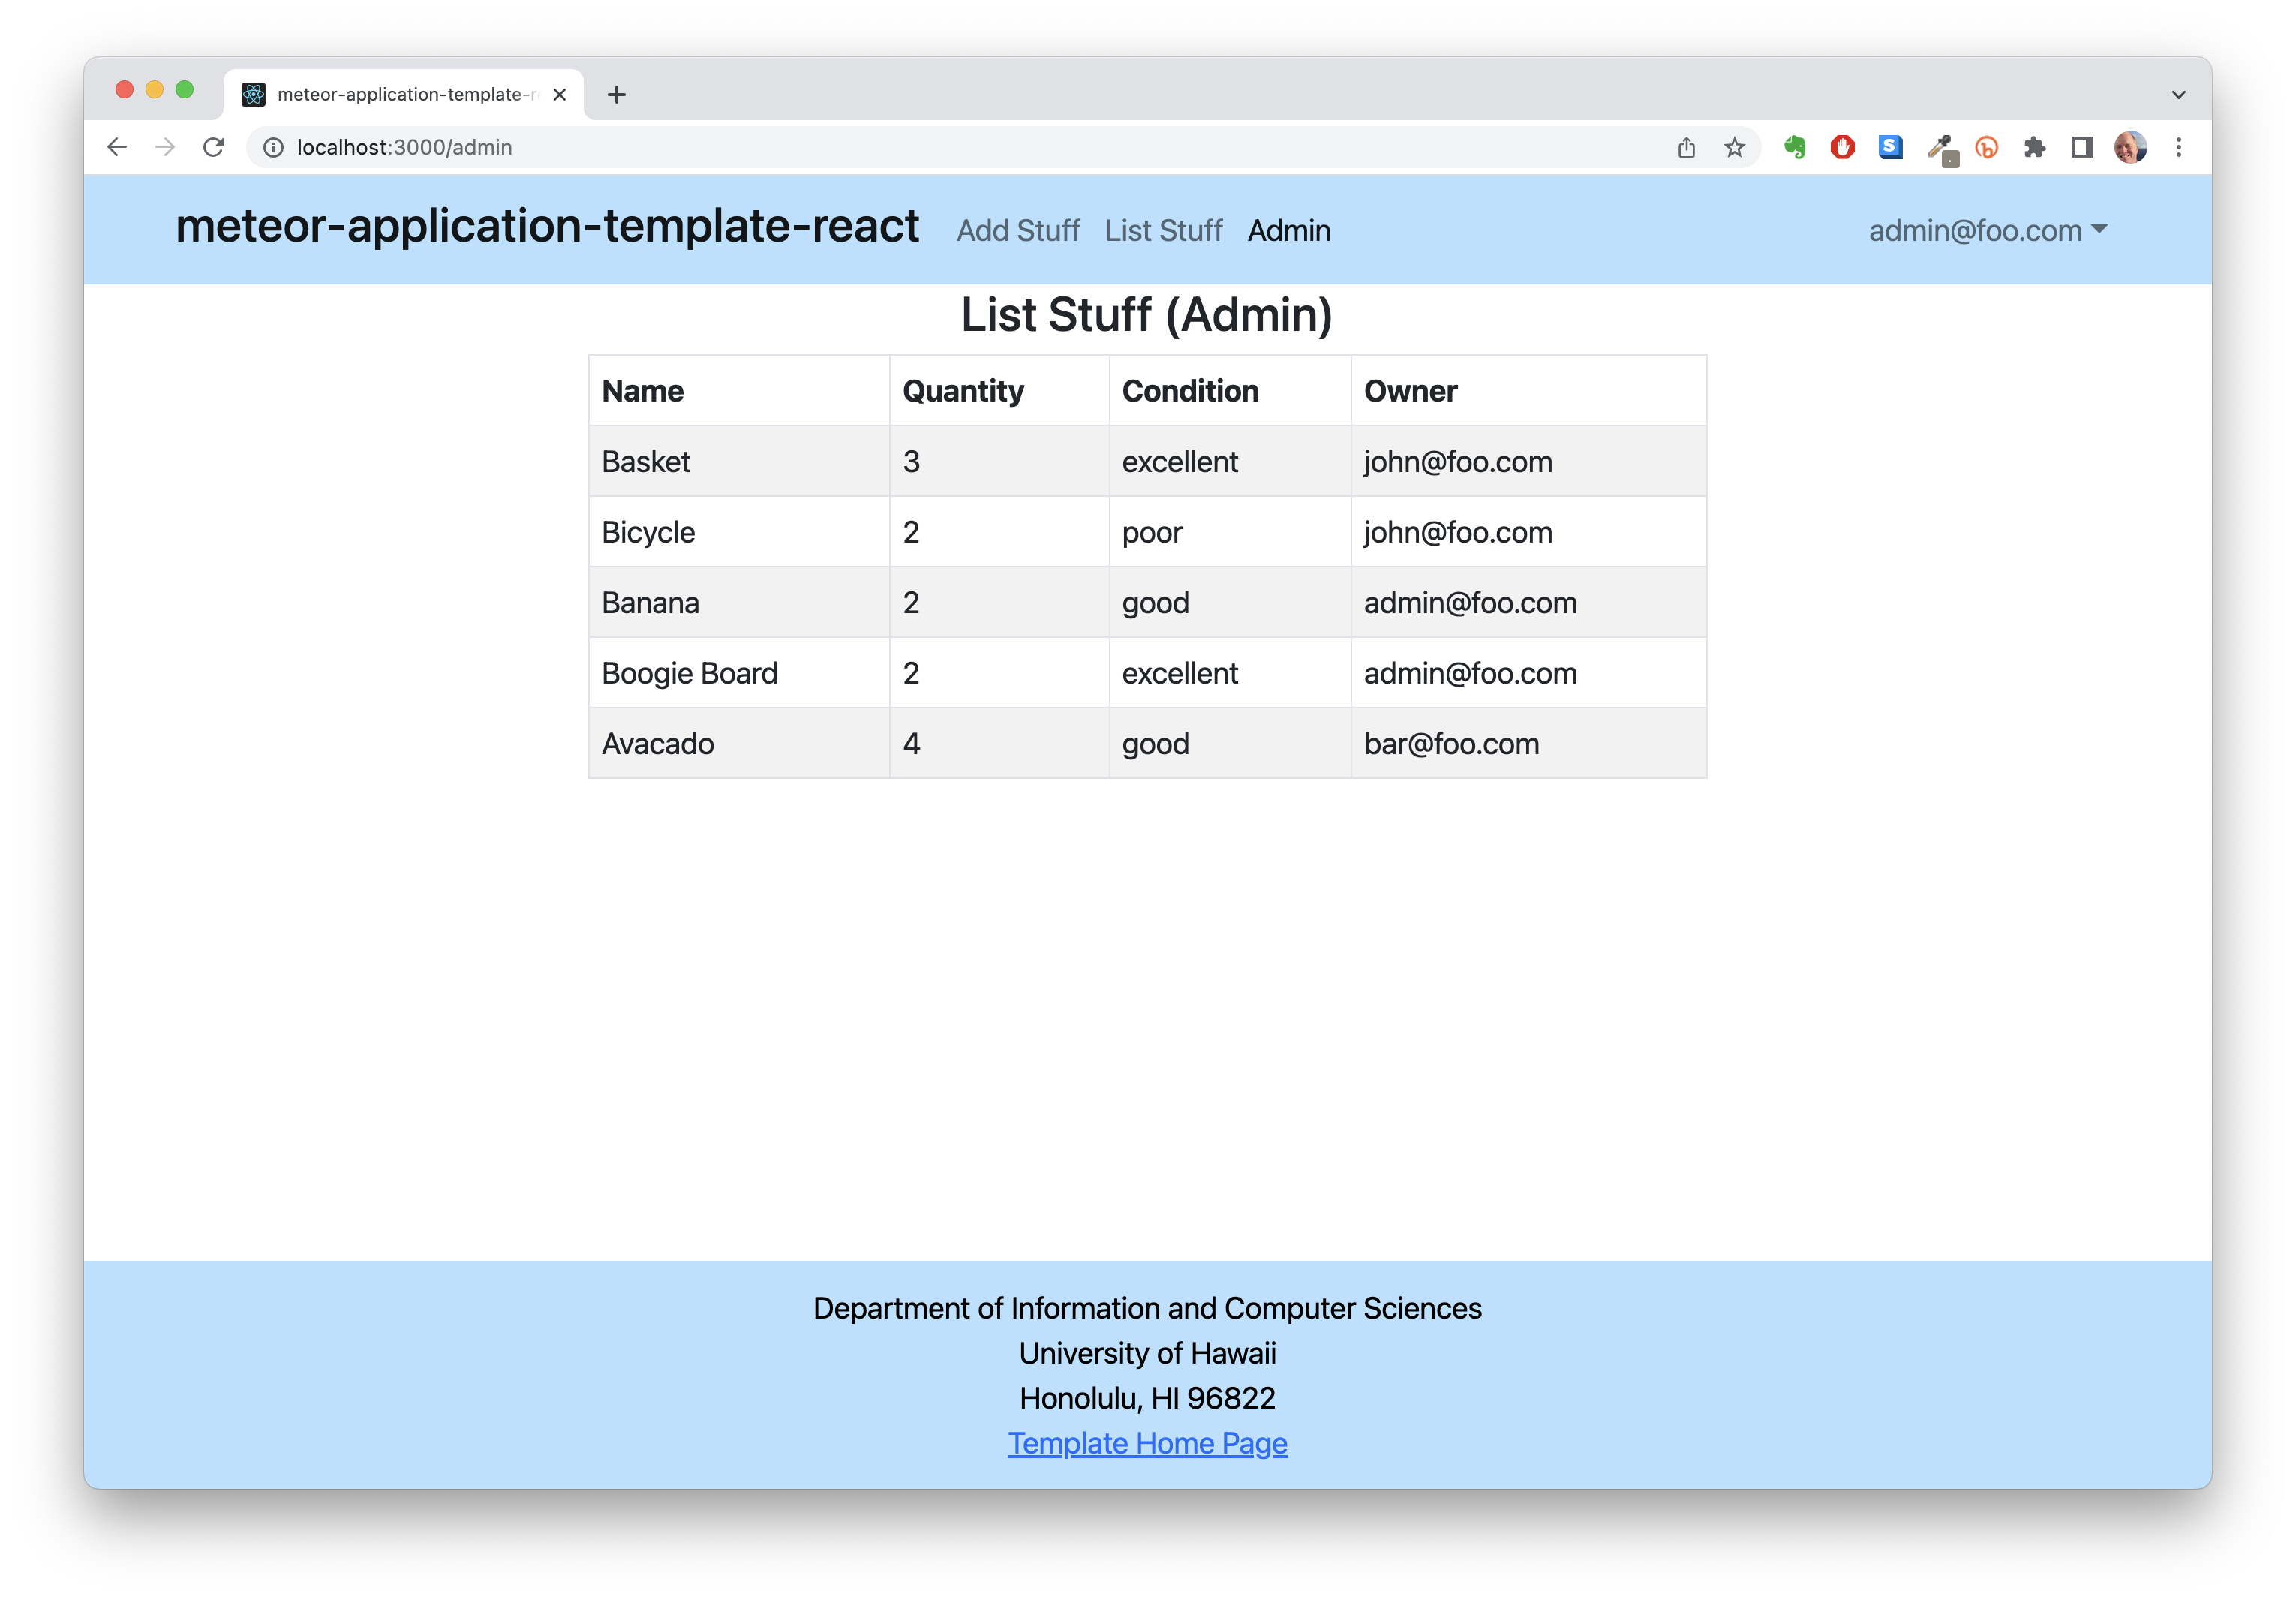 meteor-application-template-r
localhost:3000/admin
meteor-application-template-react Add Stuff List Stuff Admin admin@foo.com
List Stuff (Admin)
Name Quantity Condition Owner
Basket 3 excellent john@foo.com
Bicycle 2 poor john@foo.com
Banana 2 good admin@foo.com
Boogie Board 2 excellent admin@foo.com
Avacado 4 good bar@foo.com
Department of Information and Computer Sciences
University of Hawaii
Honolulu, HI 96822
Template Home Page